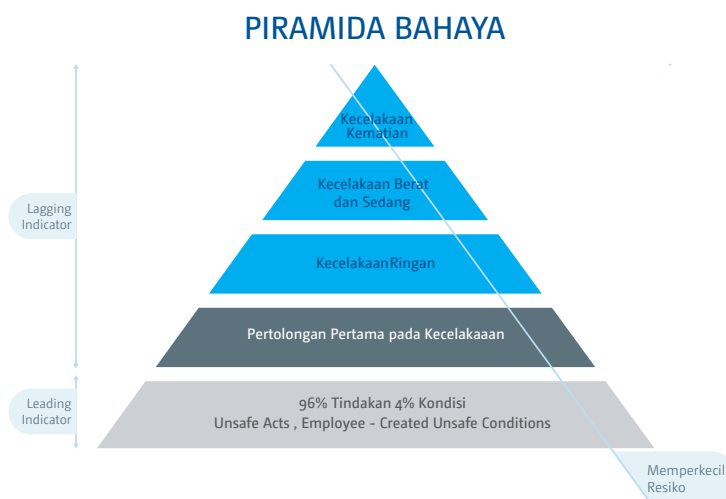 PIRAMIDA BAHAYA
Kecelakaan
Kematian
Kecelakaan Berat
dan Sedang
Lagging
Indicator
KecelakaanRingan
Pertolongan Pertama pada Kecelakaaan
Leading
Indicator
96% Tindakan 4% Kondisi
Unsafe Acts , Employee - Created Unsafe Conditions
Memperkecil
Resiko